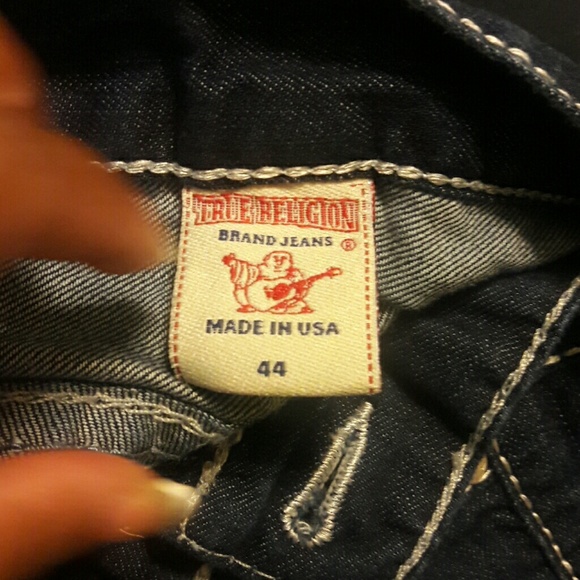 TRUE RELIGION
BRAND JEANS ®
MADE IN USA
44